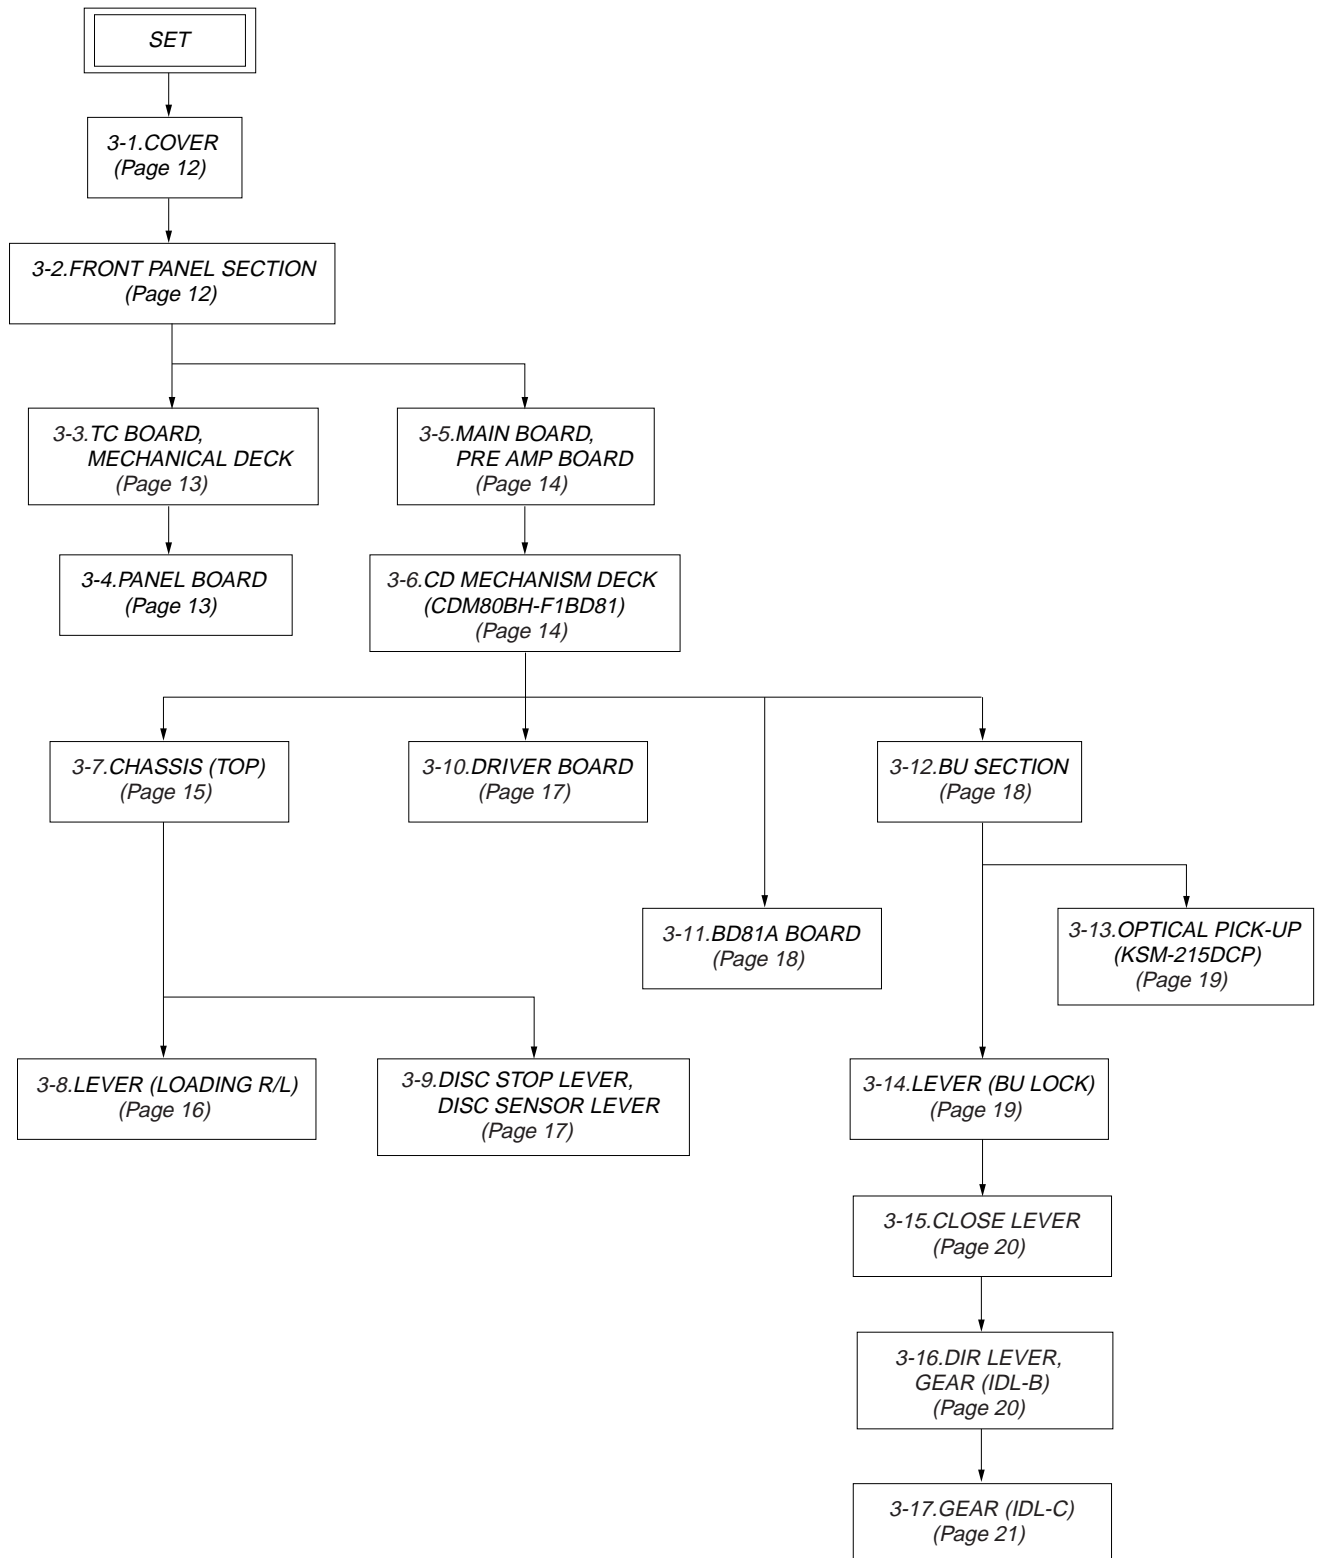 SET
3-1.COVER
(Page 12)
3-2.FRONT PANEL SECTION
(Page 12)
3-3.TC BOARD,
MECHANICAL DECK
(Page 13)
3-5.MAIN BOARD,
PRE AMP BOARD
(Page 14)
3-4.PANEL BOARD
(Page 13)
3-6.CD MECHANISM DECK
(CDM80BH-F1BD81)
(Page 14)
3-7.CHASSIS (TOP)
(Page 15)
3-10.DRIVER BOARD
(Page 17)
3-12.BU SECTION
(Page 18)
3-11.BD81A BOARD
(Page 18)
3-13.OPTICAL PICK-UP
(KSM-215DCP)
(Page 19)
3-8.LEVER (LOADING R/L)
(Page 16)
3-9.DISC STOP LEVER,
DISC SENSOR LEVER
(Page 17)
3-14.LEVER (BU LOCK)
(Page 19)
3-15.CLOSE LEVER
(Page 20)
3-16.DIR LEVER,
GEAR (IDL-B)
(Page 20)
3-17.GEAR (IDL-C)
(Page 21)